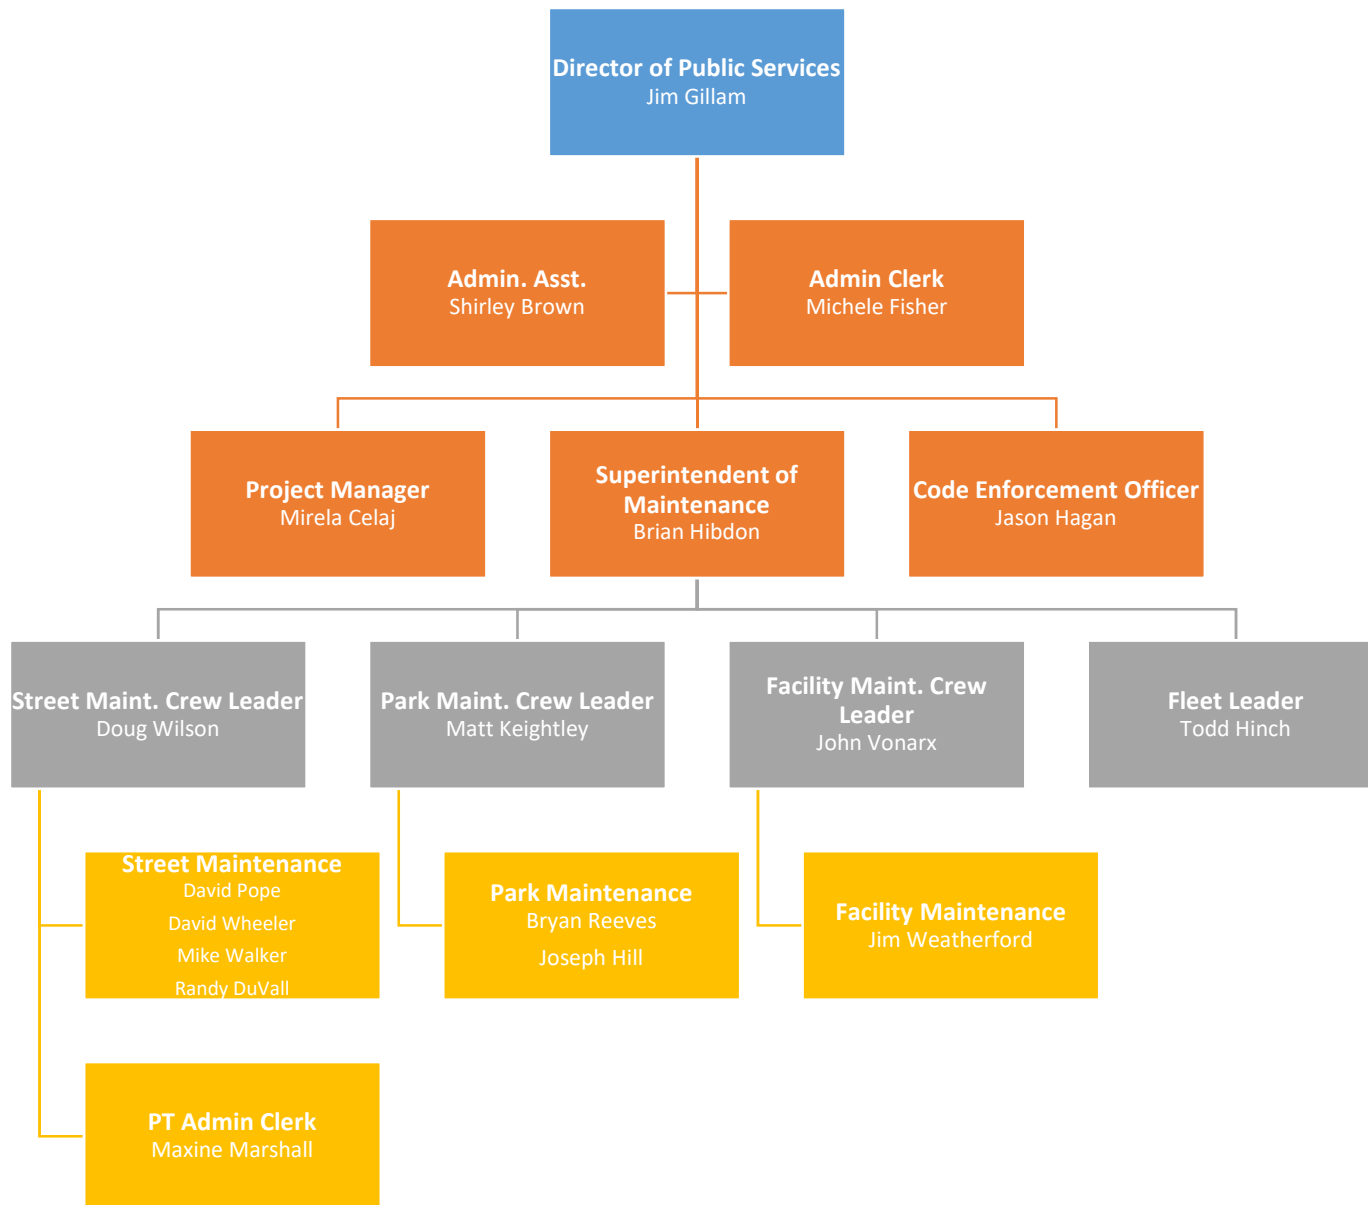 Director of Public Services
Jim Gillam
Admin. Asst.
Shirley Brown
Admin Clerk
Michele Fisher
Project Manager
Mirela Celaj
Superintendent of
Maintenance
Brian Hibdon
Code Enforcement Officer
Jason Hagan
Street Maint. Crew Leader
Doug Wilson
Park Maint. Crew Leader
Matt Keightley
Facility Maint. Crew
Leader
John Vonarx
Fleet Leader
Todd Hinch
Street Maintenance
David Pope
David Wheeler
Mike Walker
Randy DuVall
Park Maintenance
Bryan Reeves
Joseph Hill
Facility Maintenance
Jim Weatherford
PT Admin Clerk
Maxine Marshall